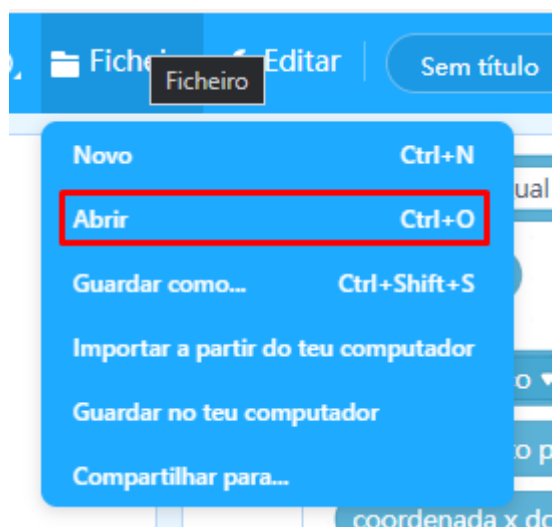 Ficheiro
Editar
Sem título
Novo Ctrl+N
Abrir Ctrl+O
Guardar como... Ctrl+Shift+S
Importar a partir do teu computador
Guardar no teu computador
Compartilhar para...
coordenada x